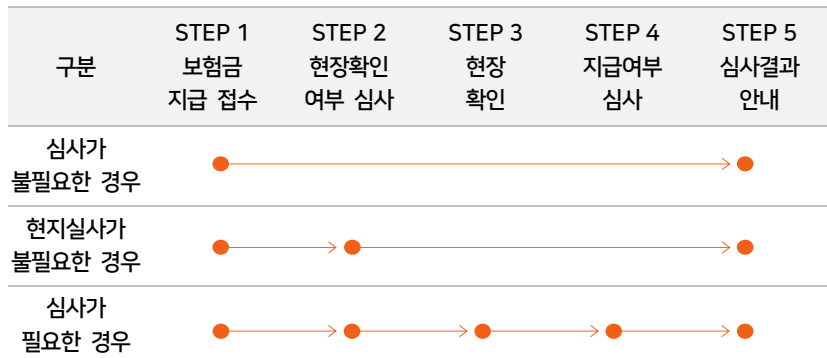 구분
STEP 1
보험금
지급 접수
STEP 2
현장확인
여부 심사
STEP 3
현장
확인
STEP 4
지급여부
심사
STEP 5
심사결과
안내
심사가
불필요한 경우
현지실사가
불필요한 경우
심사가
필요한 경우